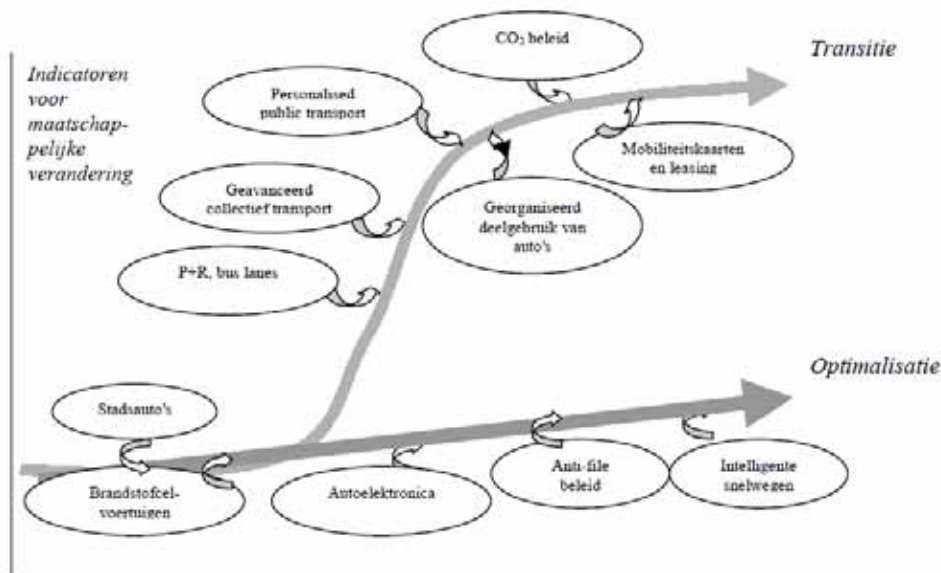 Indicatoren
voor
maatschap-
pelijke
verandering
CO₂ beleid
Transitie
Personalised
public transport
Mobiliteitskaarten
en leasing
Geavanceerd
collectief transport
Georganiseerd
deelgebruik van
auto's
P+R, bus lanes
Optimalisatie
Stadsauto's
Brandstofcel-
voertuigen
Autoelektronica
Anti-file
beleid
Intelligente
snelwegen